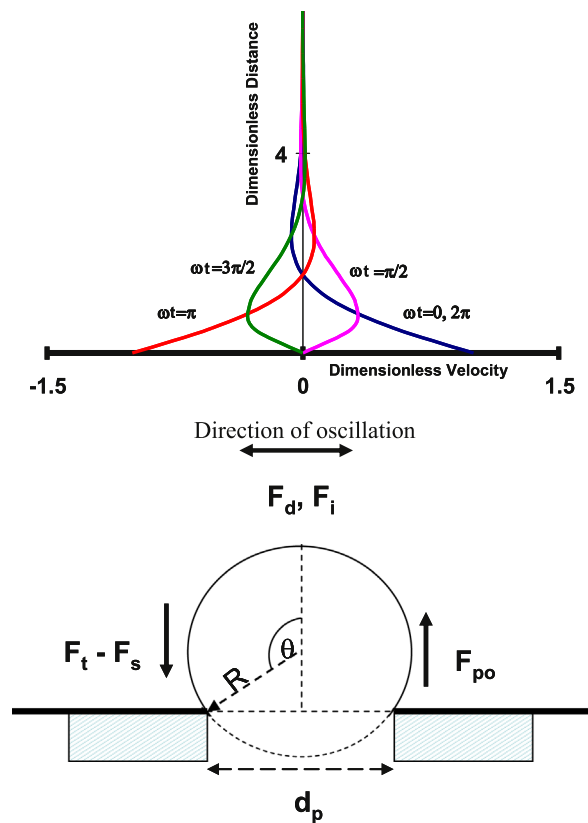 Dimensionless Distance
4
ωt=3π/2
ωt=π/2
ωt=π
ωt=0, 2π
Dimensionless Velocity
-1.5
0
1.5
Direction of oscillation
F_d, F_i
F_t - F_s
θ
R
F_po
d_p